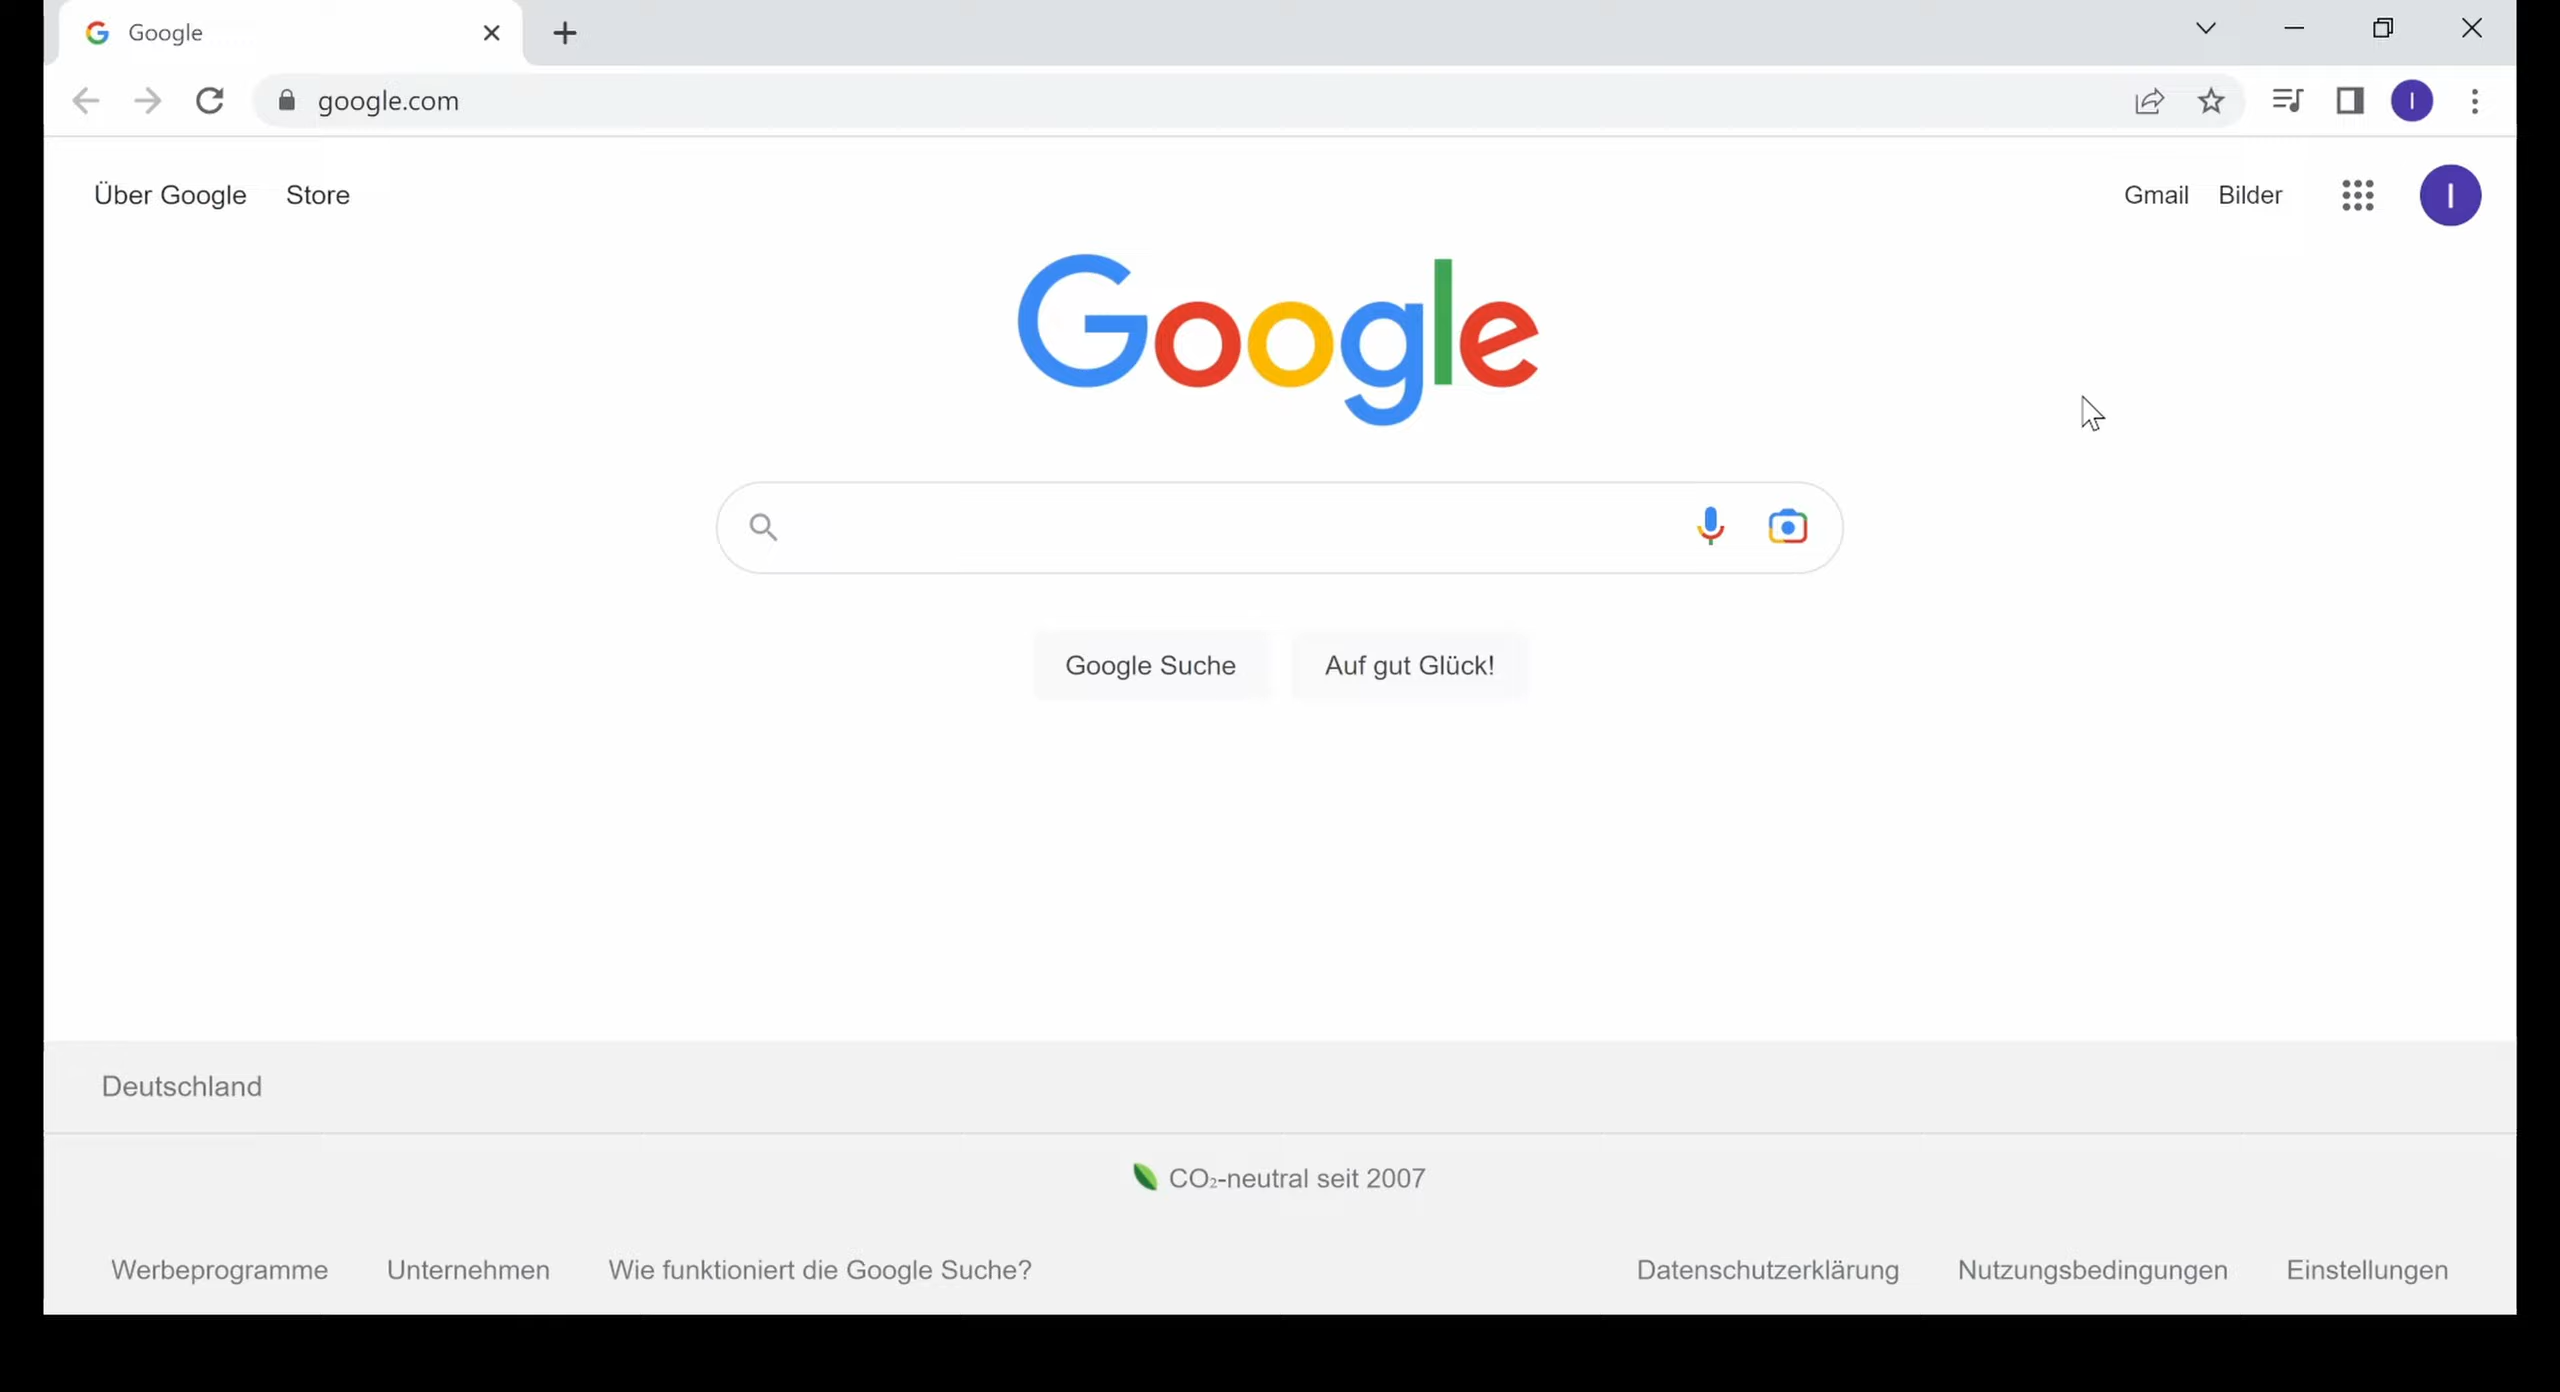 Google
google.com
I
Über Google Store Gmail Bilder I
Google
Google Suche Auf gut Glück!
Deutschland
CO₂-neutral seit 2007
Werbeprogramme Unternehmen Wie funktioniert die Google Suche? Datenschutzerklärung Nutzungsbedingungen Einstellungen